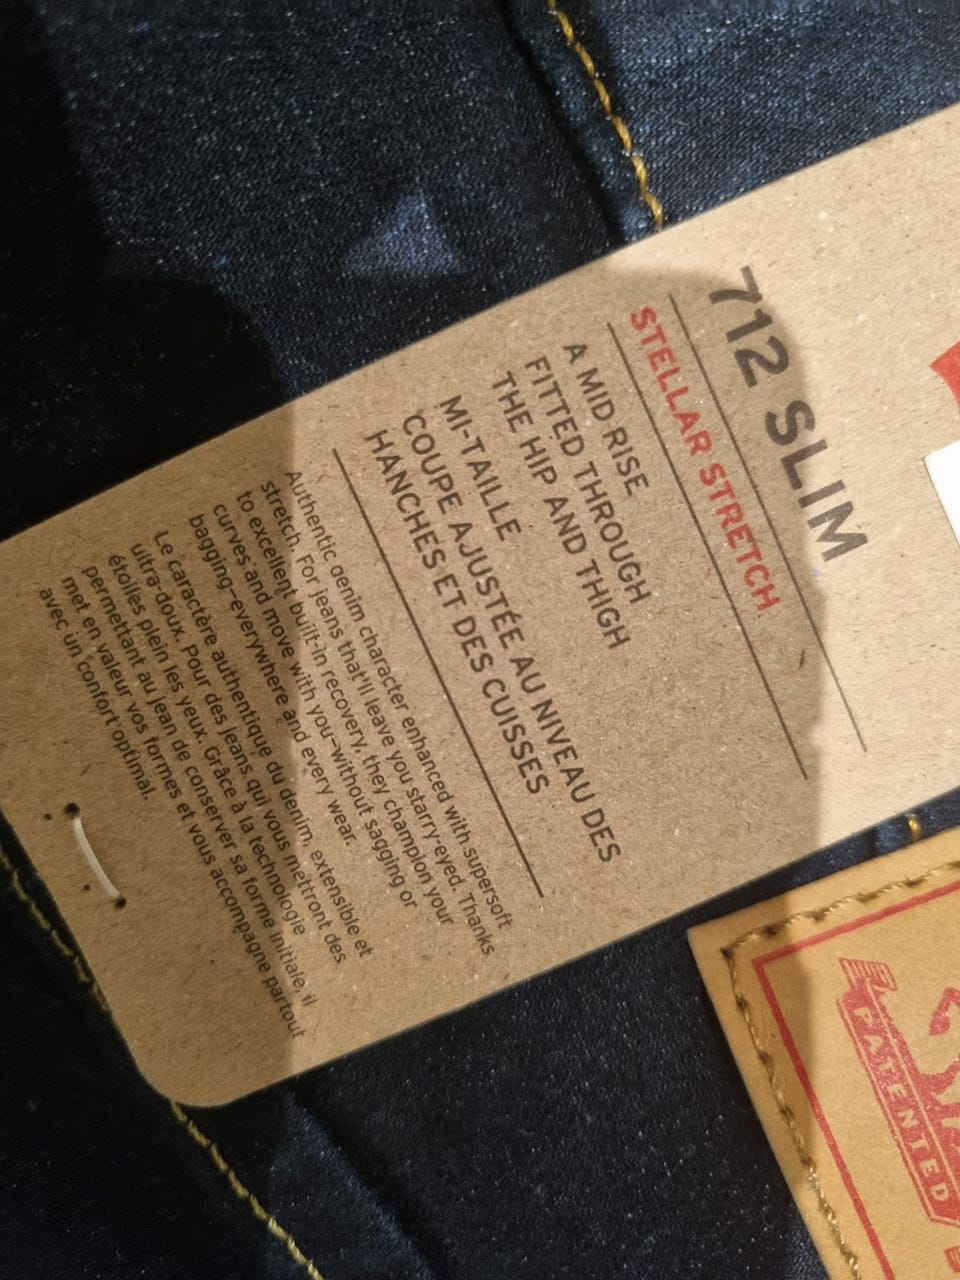 712 SLIM
STELLAR STRETCH
A MID RISE
FITTED THROUGH
THE HIP AND THIGH
MI-TAILLE
COUPE AJUSTÉE AU NIVEAU DES
HANCHES ET DES CUISSES
Authentic denim character enhanced with supersoft
stretch. For jeans that'll leave you starry-eyed. Thanks
to excellent built-in recovery, they champion your
curves and move with you–without sagging or
bagging–everywhere and every wear.
Le caractère authentique du denim, extensible et
ultra-doux. Pour des jeans qui vous mettront des
étoiles plein les yeux. Grâce à la technologie
permettant au jean de conserver sa forme initiale, il
met en valeur vos formes et vous accompagne partout
avec un confort optimal.
PATENTED